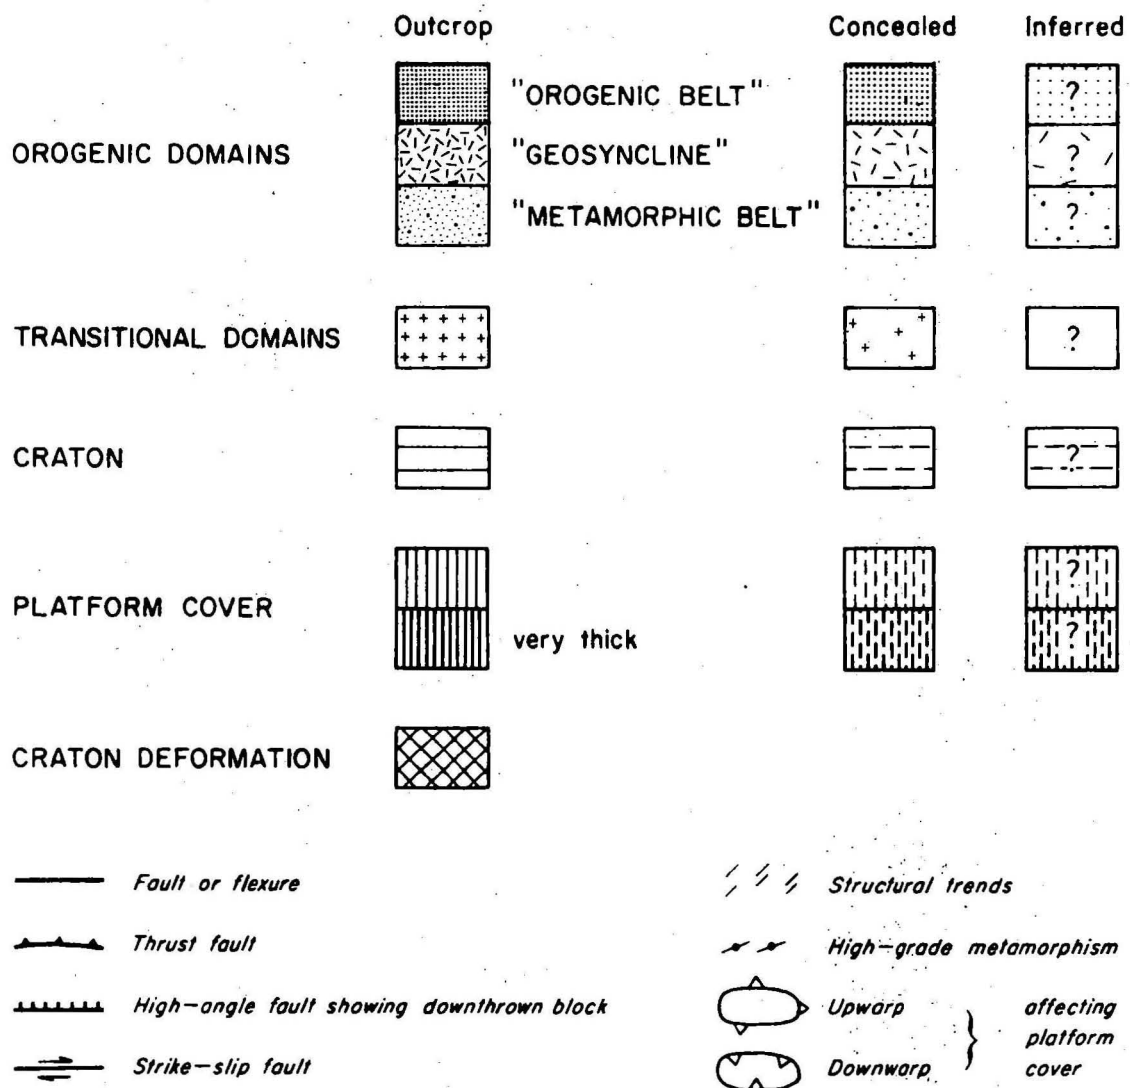 Outcrop Concealed Inferred
"OROGENIC BELT" ?
OROGENIC DOMAINS "GEOSYNCLINE" ?
"METAMORPHIC BELT" ?
TRANSITIONAL DOMAINS ?
CRATON ?
?
PLATFORM COVER
very thick ?
CRATON DEFORMATION
Fault or flexure Structural trends
Thrust fault High-grade metamorphism
High-angle fault showing downthrown block Upwarp affecting
platform
Strike-slip fault Downwarp cover